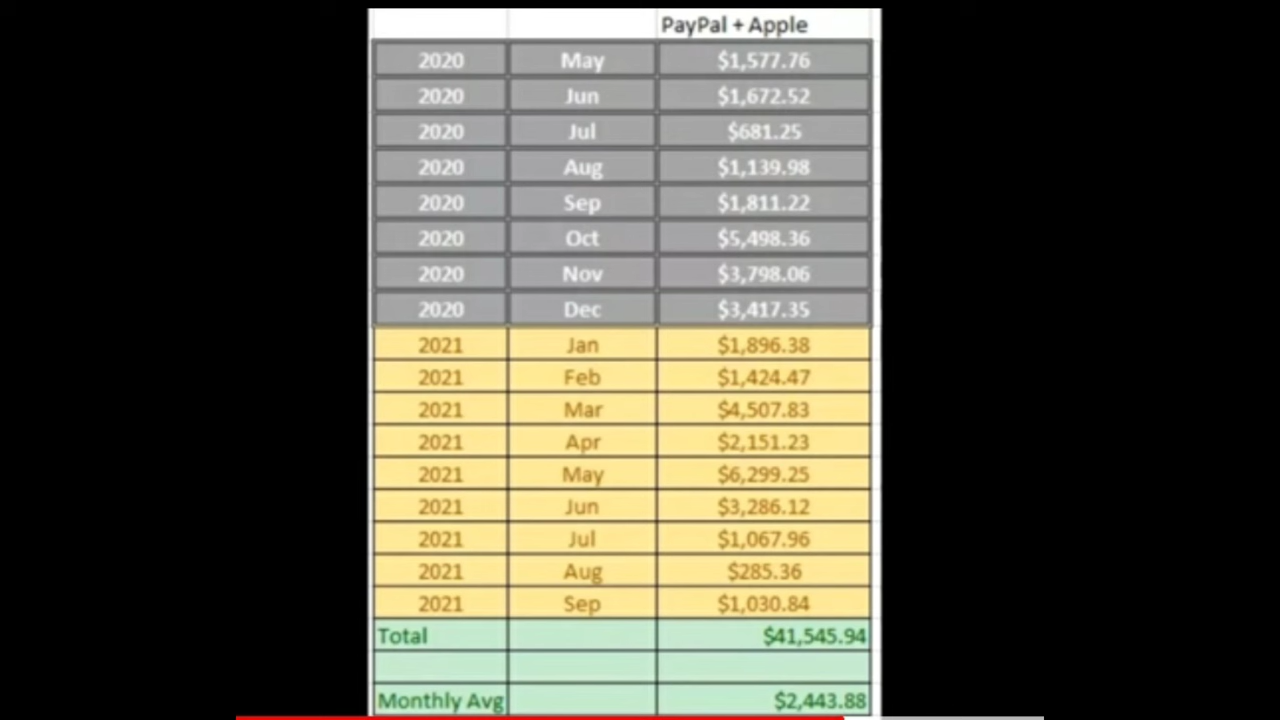 PayPal + Apple
2020 May $1,577.76
2020 Jun $1,672.52
2020 Jul $681.25
2020 Aug $1,139.98
2020 Sep $1,811.22
2020 Oct $5,498.36
2020 Nov $3,798.06
2020 Dec $3,417.35
2021 Jan $1,896.38
2021 Feb $1,424.47
2021 Mar $4,507.83
2021 Apr $2,151.23
2021 May $6,299.25
2021 Jun $3,286.12
2021 Jul $1,067.96
2021 Aug $285.36
2021 Sep $1,030.84
Total $41,545.94
Monthly Avg $2,443.88